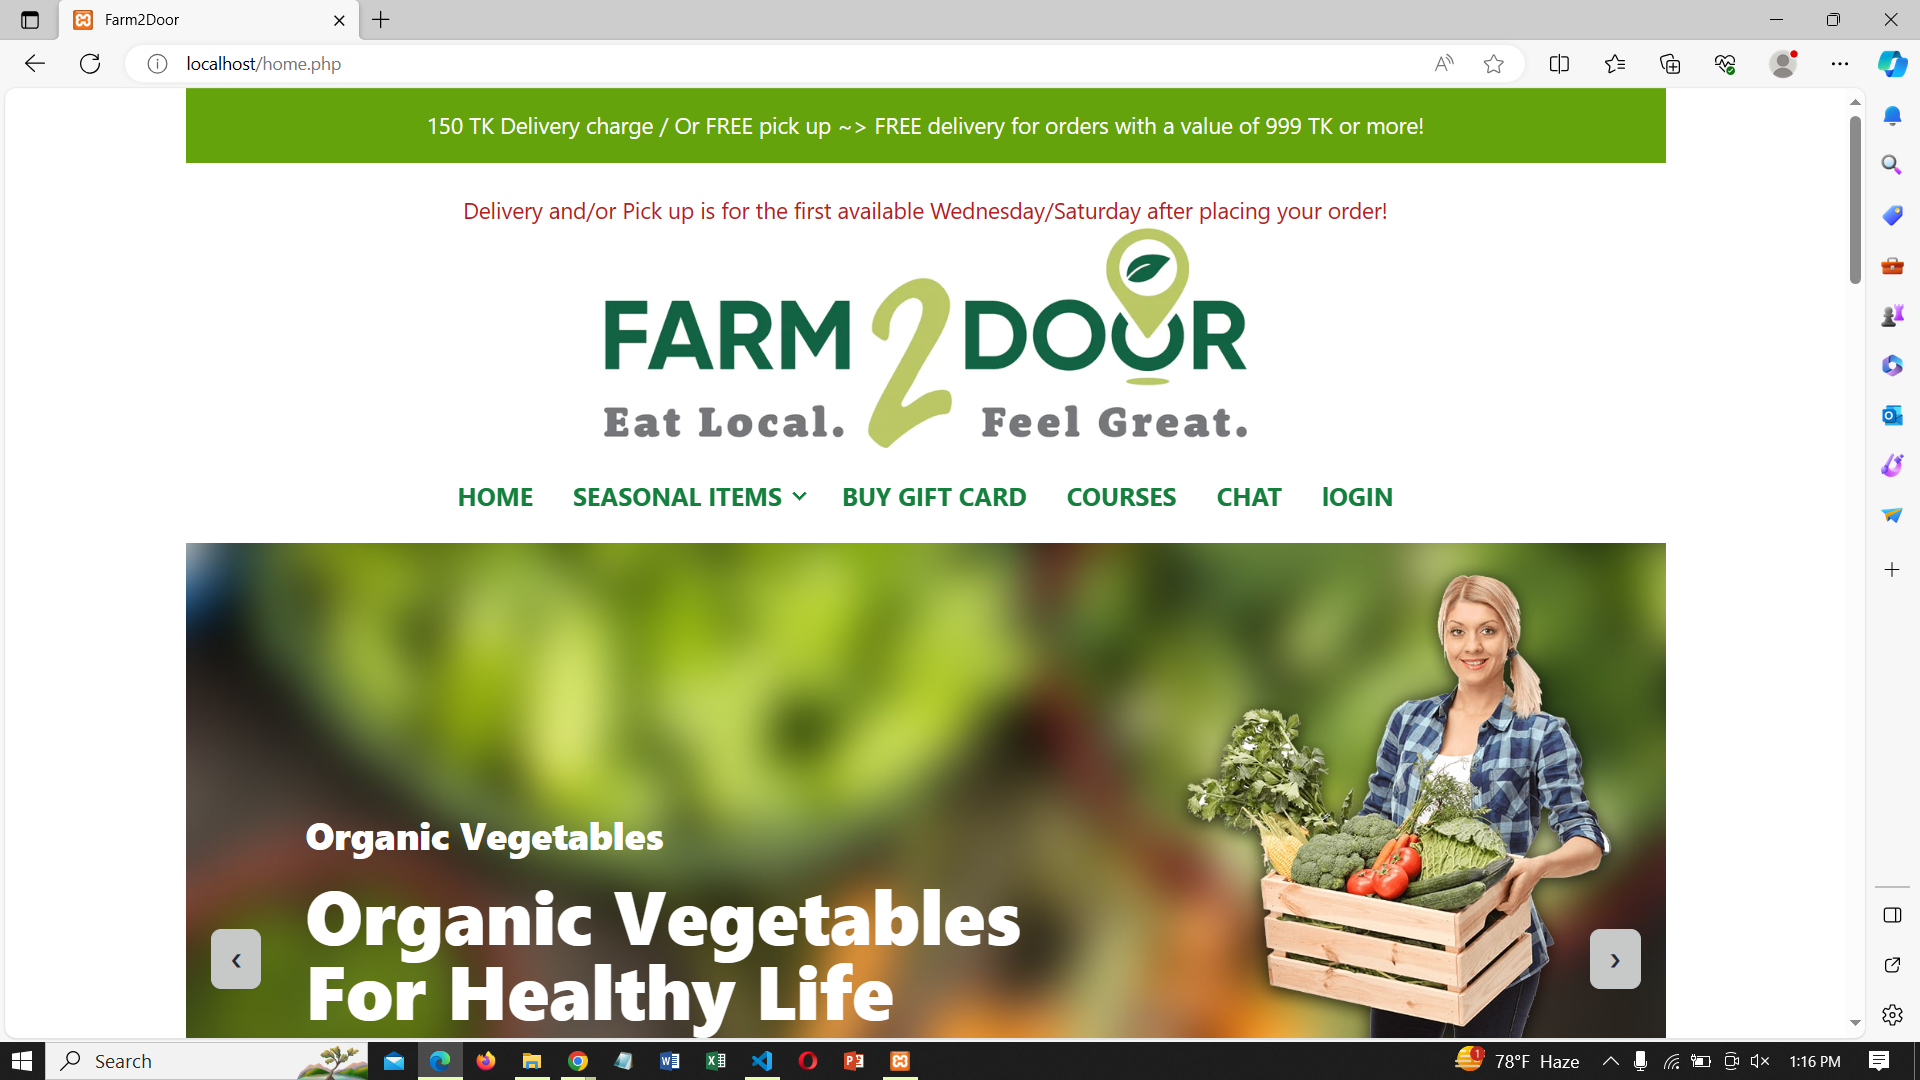 Farm2Door
localhost/home.php
150 TK Delivery charge / Or FREE pick up ~> FREE delivery for orders with a value of 999 TK or more!
Delivery and/or Pick up is for the first available Wednesday/Saturday after placing your order!
FARM 2 DOOR
Eat Local. Feel Great.
HOME SEASONAL ITEMS BUY GIFT CARD COURSES CHAT lOGIN
Organic Vegetables
Organic Vegetables
For Healthy Life
‹ ›
Search
1 78°F Haze 1:16 PM